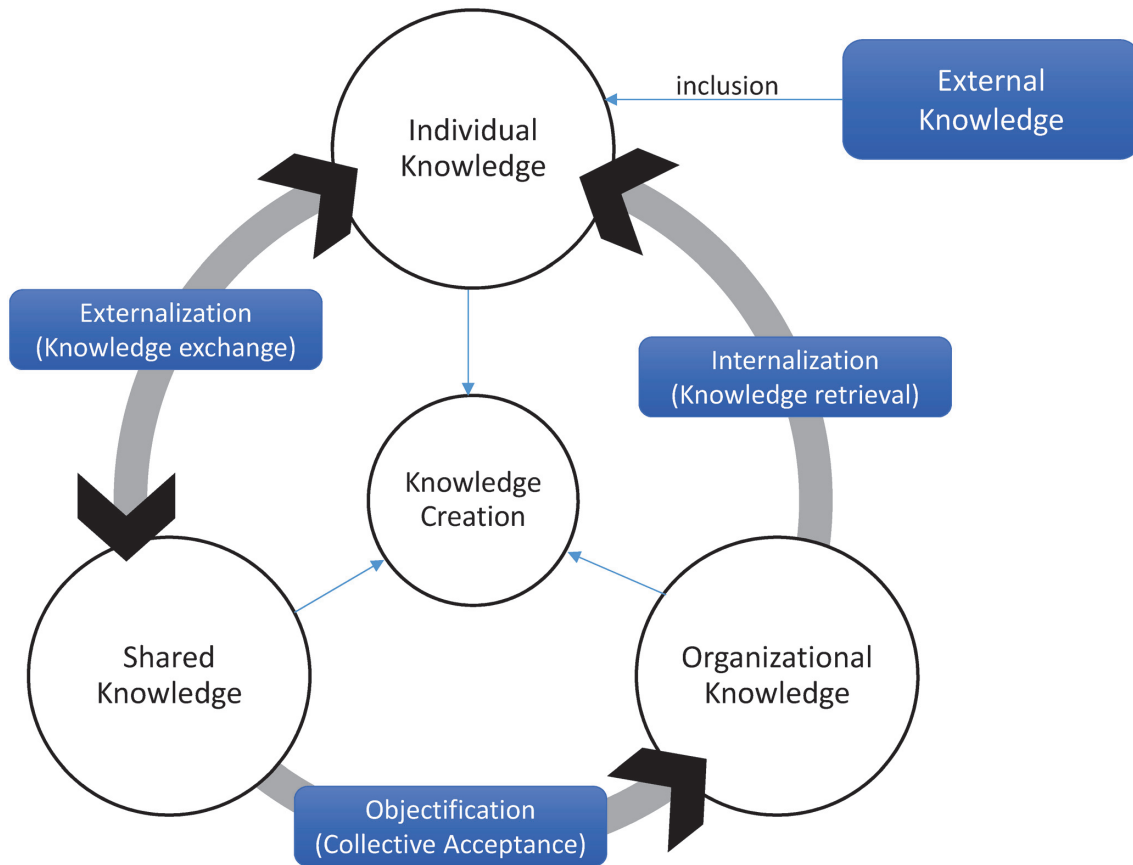 inclusion
External
Knowledge
Individual
Knowledge
Externalization
(Knowledge exchange)
Internalization
(Knowledge retrieval)
Knowledge
Creation
Shared
Knowledge
Organizational
Knowledge
Objectification
(Collective Acceptance)